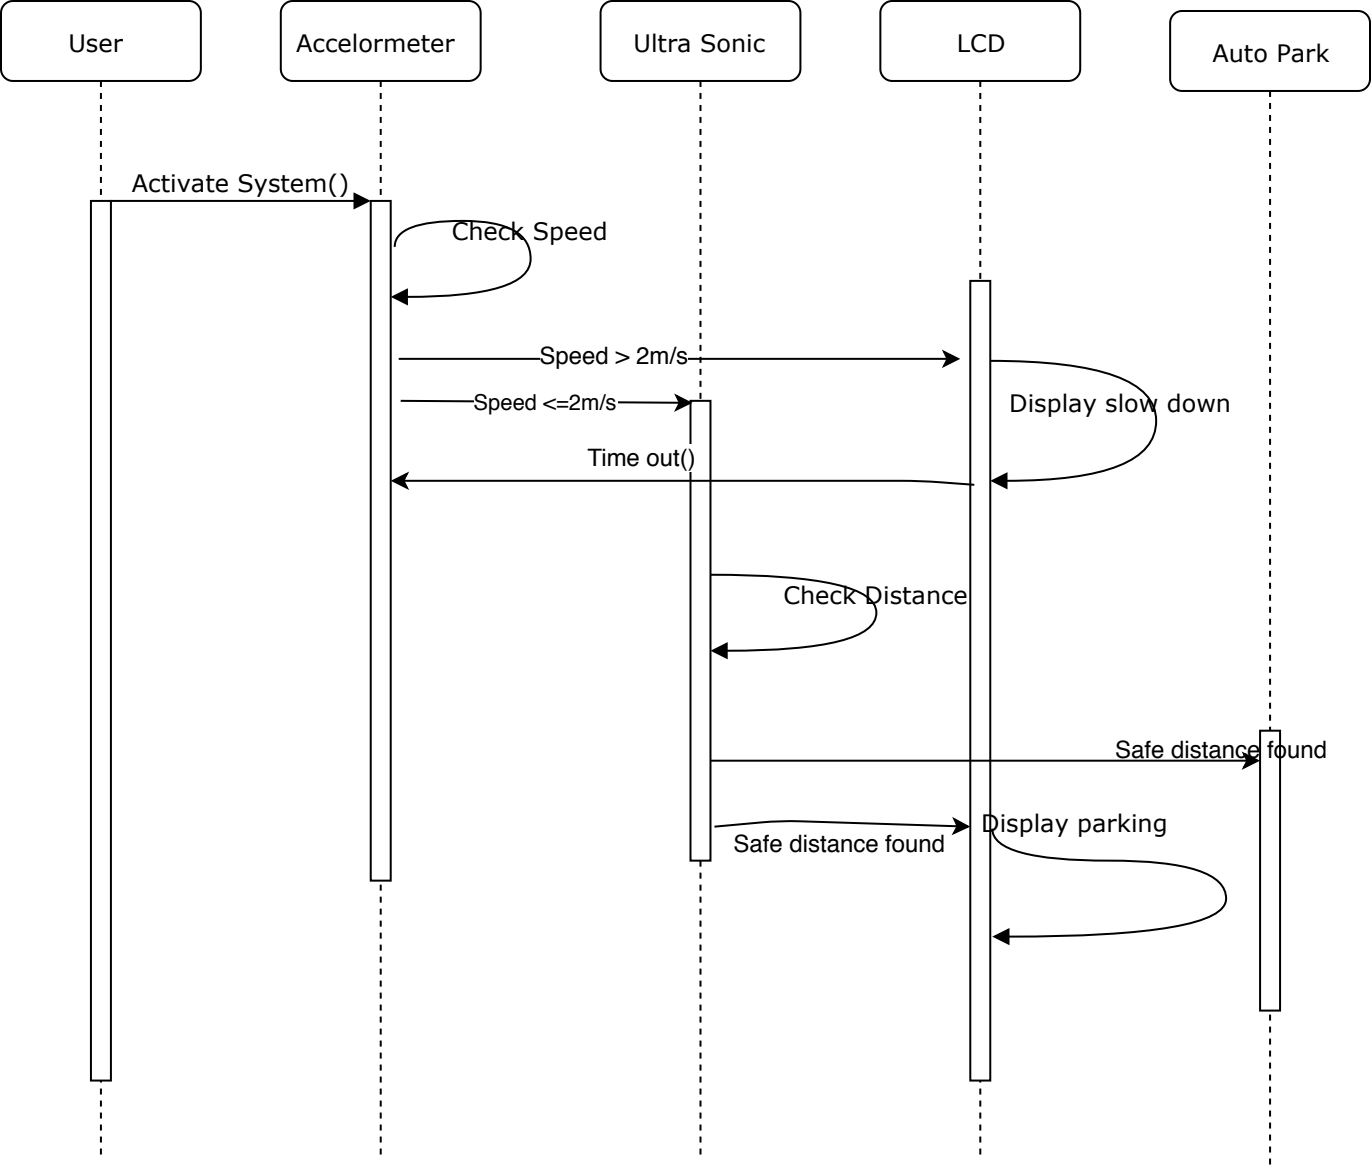 User
Accelormeter
Ultra Sonic
LCD
Auto Park
Activate System()
Check Speed
Speed > 2m/s
Speed <=2m/s
Display slow down
Time out()
Check Distance
Safe distance found
Display parking
Safe distance found